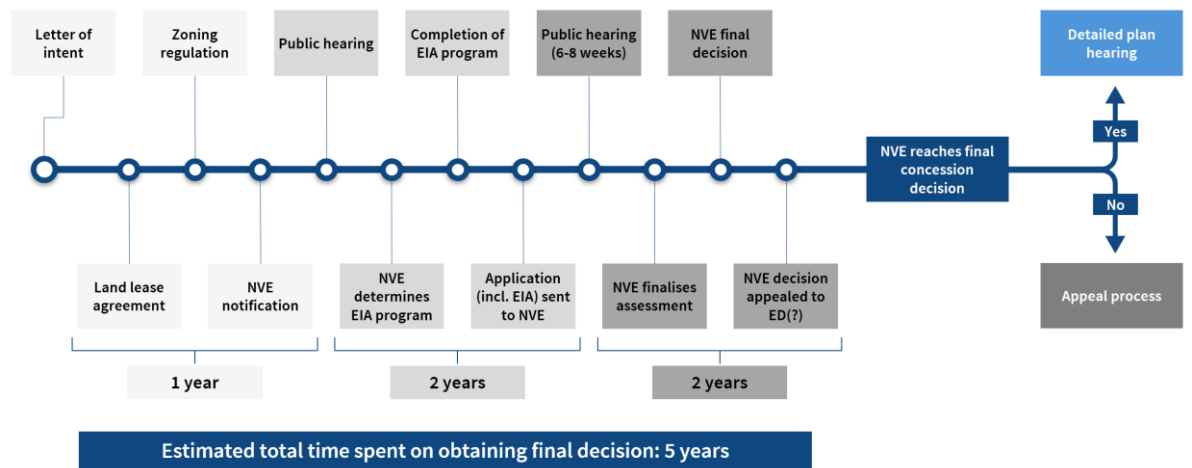 Letter of
intent
Zoning
regulation
Public hearing
Completion of
EIA program
Public hearing
(6-8 weeks)
NVE final
decision
Detailed plan
hearing
Yes
NVE reaches final
concession
decision
No
Land lease
agreement
NVE
notification
NVE
determines
EIA program
Application
(incl. EIA) sent
to NVE
NVE finalises
assessment
NVE decision
appealed to
ED(?)
Appeal process
1 year
2 years
2 years
Estimated total time spent on obtaining final decision: 5 years